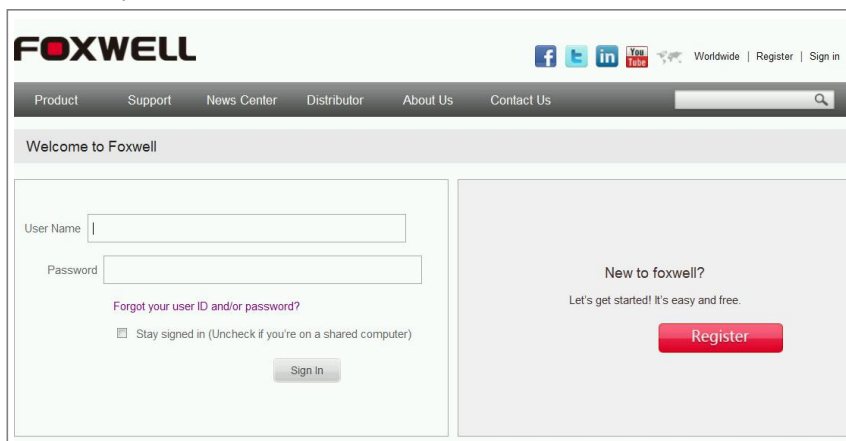 FOXWELL
You Tube
Worldwide | Register | Sign in
Product Support News Center Distributor About Us Contact Us
Welcome to Foxwell
User Name
Password
Forgot your user ID and/or password?
Stay signed in (Uncheck if you're on a shared computer)
Sign In
New to foxwell?
Let's get started! It's easy and free.
Register